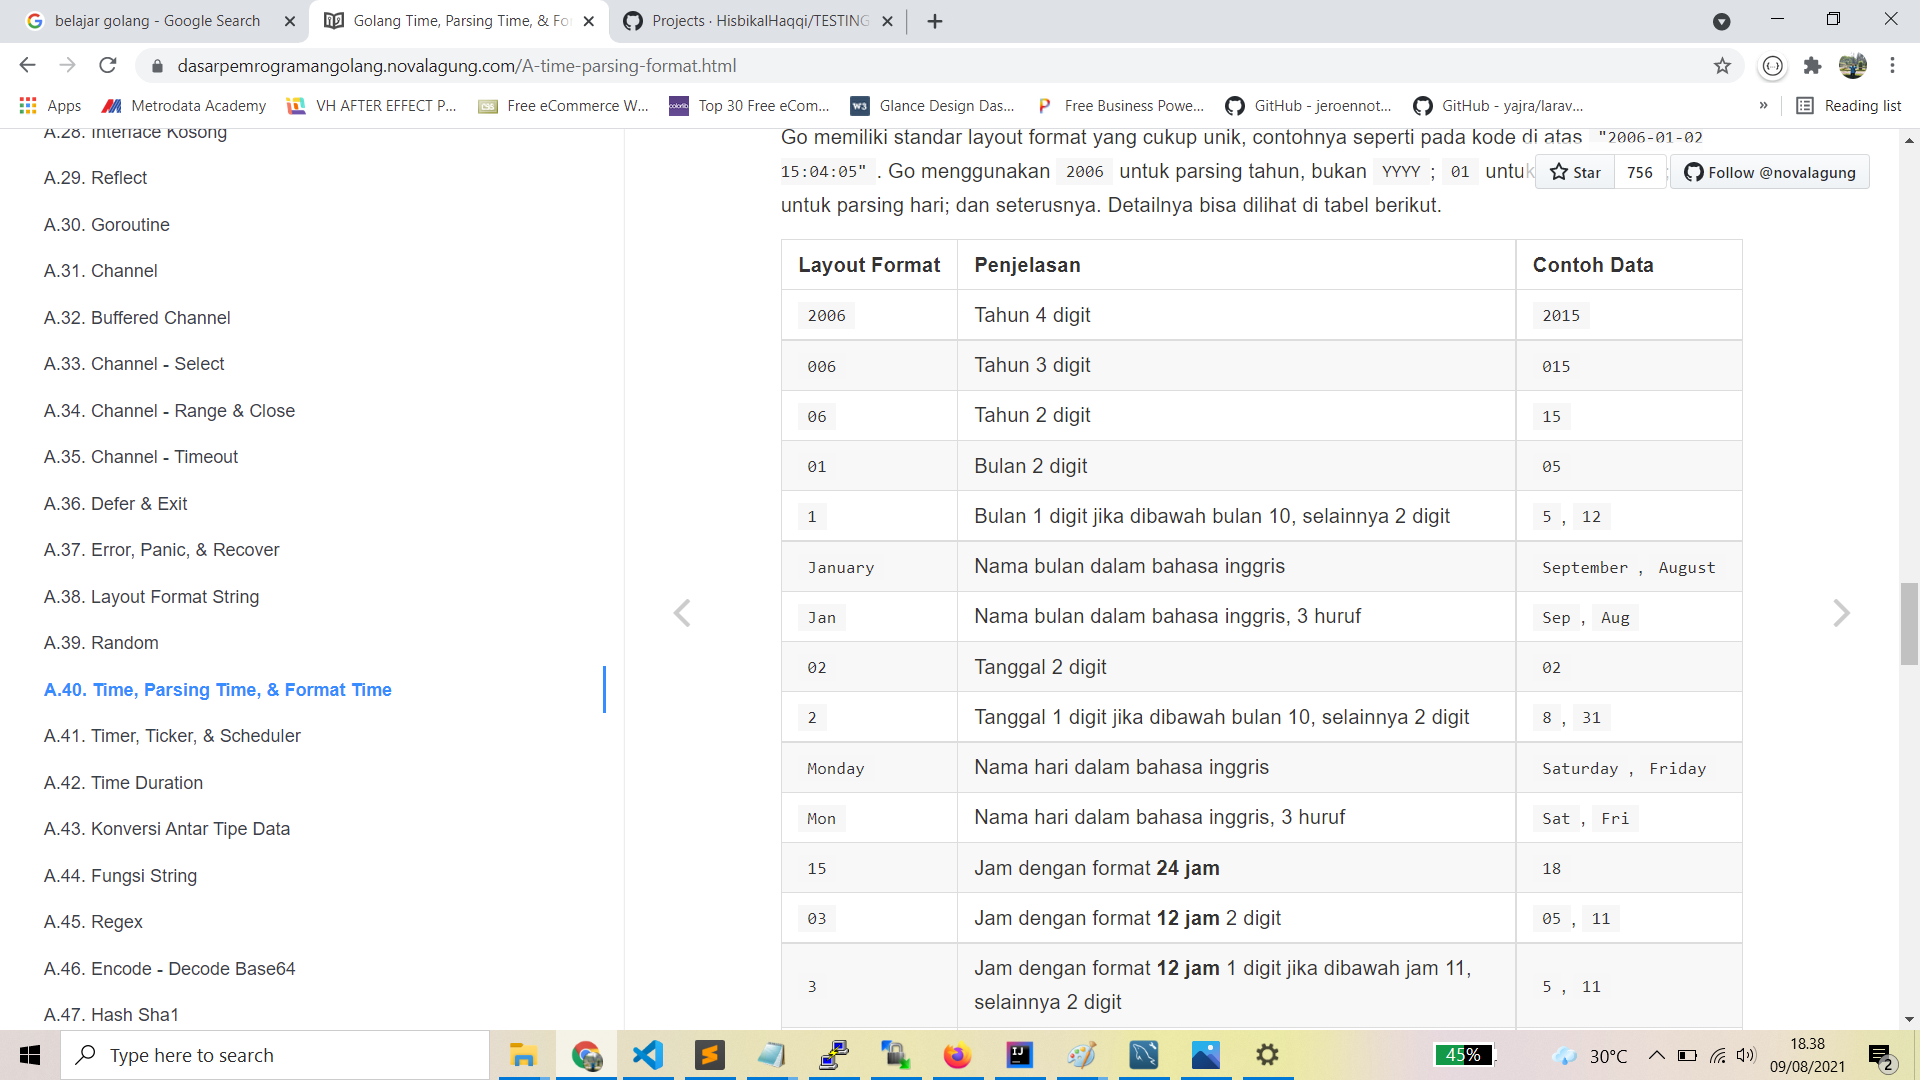 belajar golang - Google Search
Golang Time, Parsing Time, & Fo
Projects · HisbikalHaqqi/TESTING
dasarpemrogramangolang.novalagung.com/A-time-parsing-format.html
Apps
Metrodata Academy
VH AFTER EFFECT P...
Free eCommerce W...
Top 30 Free eCom...
Glance Design Das...
Free Business Powe...
GitHub - jeroennot...
GitHub - yajra/larav...
»
Reading list
A.28. Interface Kosong
A.29. Reflect
A.30. Goroutine
A.31. Channel
A.32. Buffered Channel
A.33. Channel - Select
A.34. Channel - Range & Close
A.35. Channel - Timeout
A.36. Defer & Exit
A.37. Error, Panic, & Recover
A.38. Layout Format String
A.39. Random
A.40. Time, Parsing Time, & Format Time
A.41. Timer, Ticker, & Scheduler
A.42. Time Duration
A.43. Konversi Antar Tipe Data
A.44. Fungsi String
A.45. Regex
A.46. Encode - Decode Base64
A.47. Hash Sha1
Go memiliki standar layout format yang cukup unik, contohnya seperti pada kode di atas "2006-01-02
15:04:05" . Go menggunakan 2006 untuk parsing tahun, bukan YYYY ; 01 untuk
Star 756 Follow @novalagung
untuk parsing hari; dan seterusnya. Detailnya bisa dilihat di tabel berikut.
Layout Format Penjelasan Contoh Data
2006 Tahun 4 digit 2015
006 Tahun 3 digit 015
06 Tahun 2 digit 15
01 Bulan 2 digit 05
1 Bulan 1 digit jika dibawah bulan 10, selainnya 2 digit 5 , 12
January Nama bulan dalam bahasa inggris September , August
Jan Nama bulan dalam bahasa inggris, 3 huruf Sep , Aug
02 Tanggal 2 digit 02
2 Tanggal 1 digit jika dibawah bulan 10, selainnya 2 digit 8 , 31
Monday Nama hari dalam bahasa inggris Saturday , Friday
Mon Nama hari dalam bahasa inggris, 3 huruf Sat , Fri
15 Jam dengan format 24 jam 18
03 Jam dengan format 12 jam 2 digit 05 , 11
3 Jam dengan format 12 jam 1 digit jika dibawah jam 11, 5 , 11
selainnya 2 digit
Type here to search
45%
30°C
18.38
09/08/2021
2